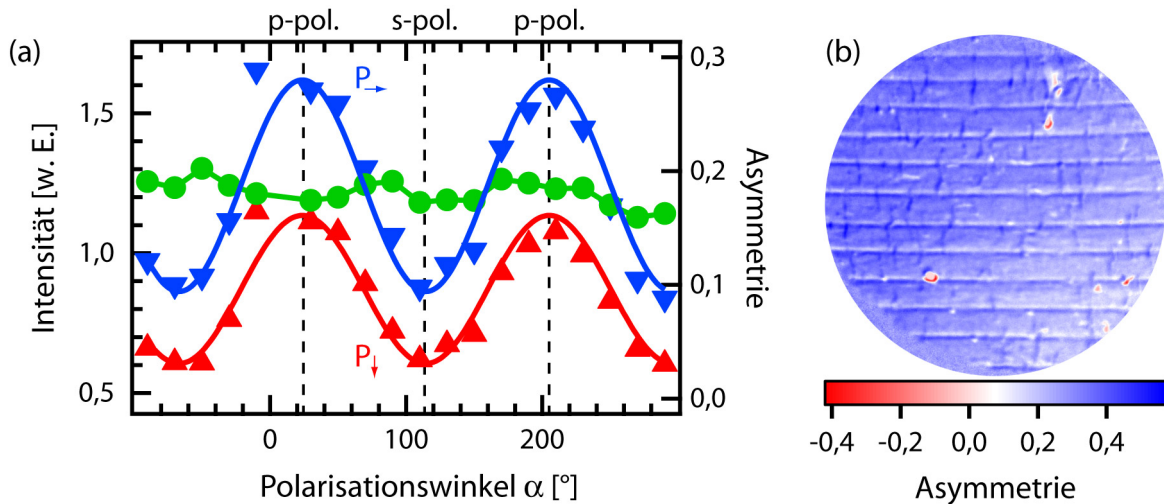 p-pol. s-pol. p-pol.
(a)
(b)
P→
P↓
1,5
1,0
0,5
Intensität [w. E.]
0,3
0,2
0,1
0,0
Asymmetrie
0 100 200
Polarisationswinkel α [°]
-0,4 -0,2 0,0 0,2 0,4
Asymmetrie